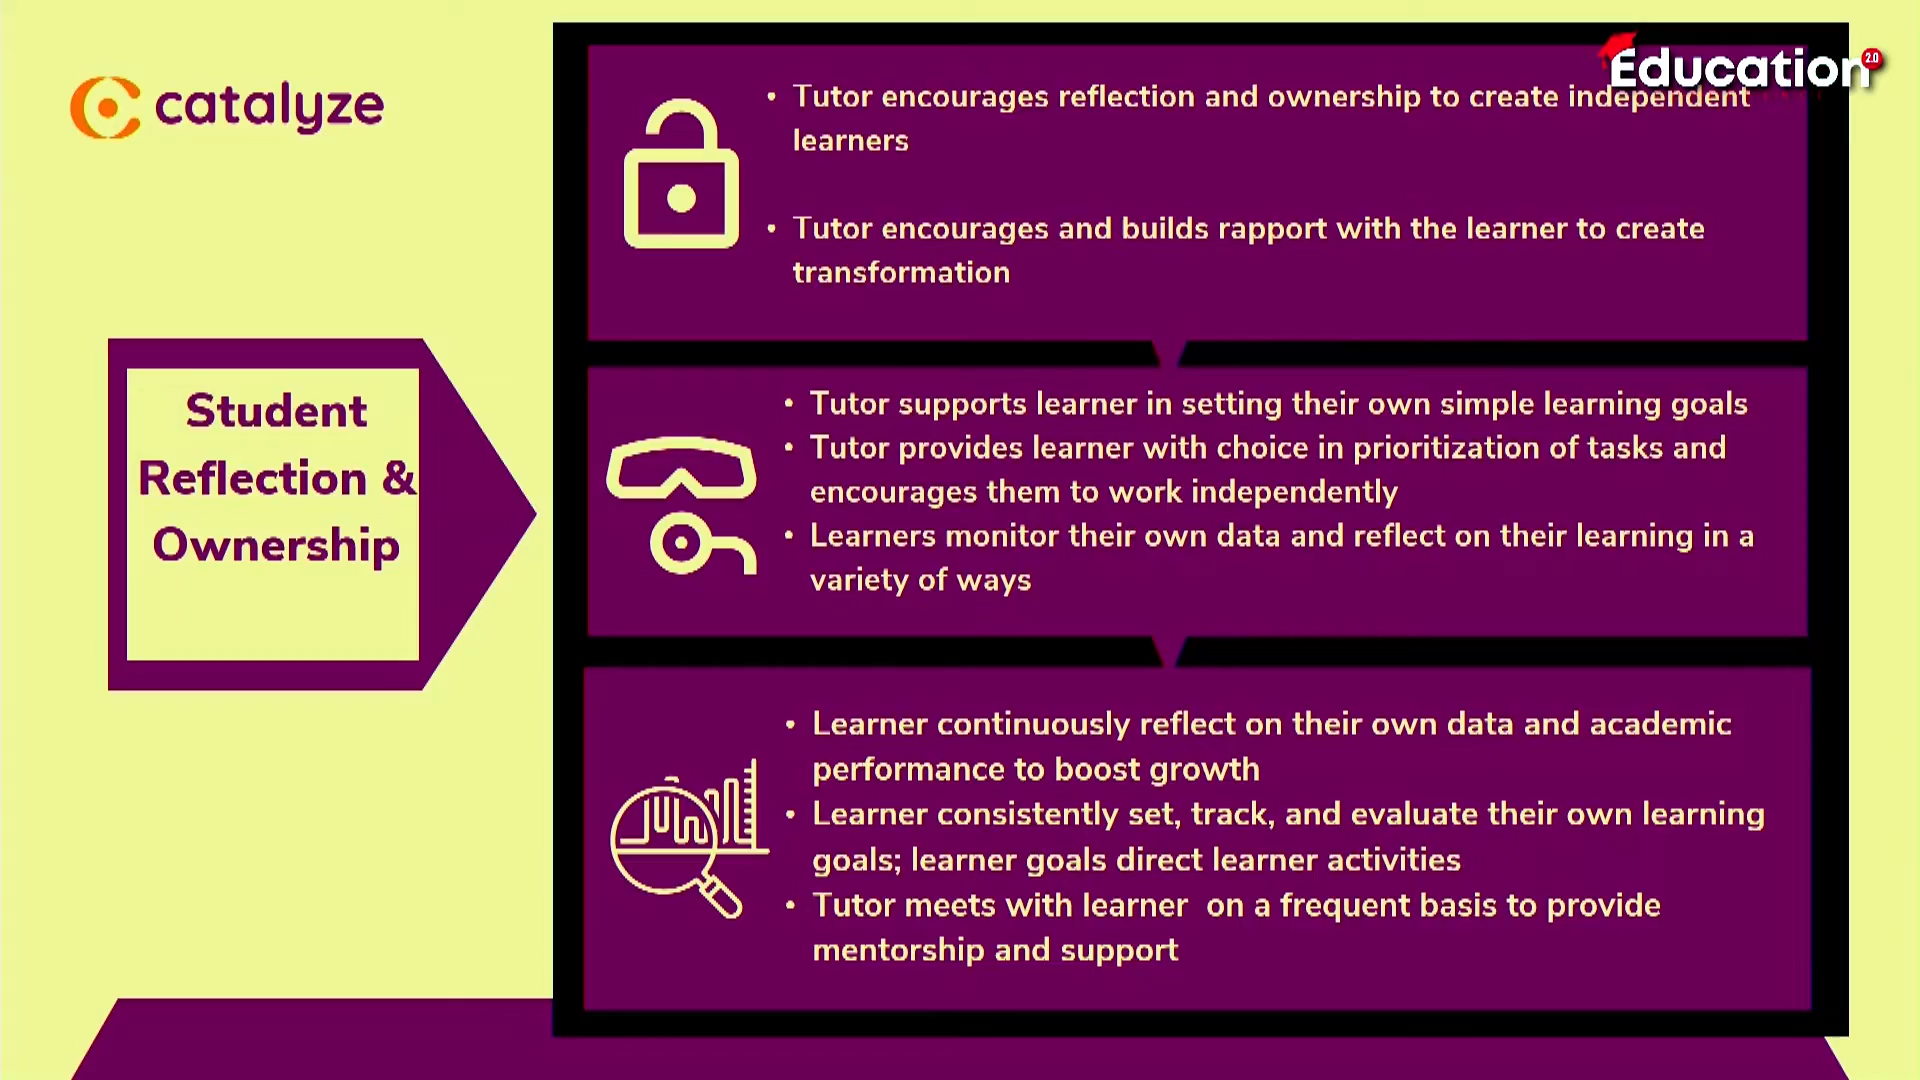 catalyze
Education 2.0
Student
Reflection &
Ownership
• Tutor encourages reflection and ownership to create independent
learners
• Tutor encourages and builds rapport with the learner to create
transformation
• Tutor supports learner in setting their own simple learning goals
• Tutor provides learner with choice in prioritization of tasks and
encourages them to work independently
• Learners monitor their own data and reflect on their learning in a
variety of ways
• Learner continuously reflect on their own data and academic
performance to boost growth
• Learner consistently set, track, and evaluate their own learning
goals; learner goals direct learner activities
• Tutor meets with learner on a frequent basis to provide
mentorship and support